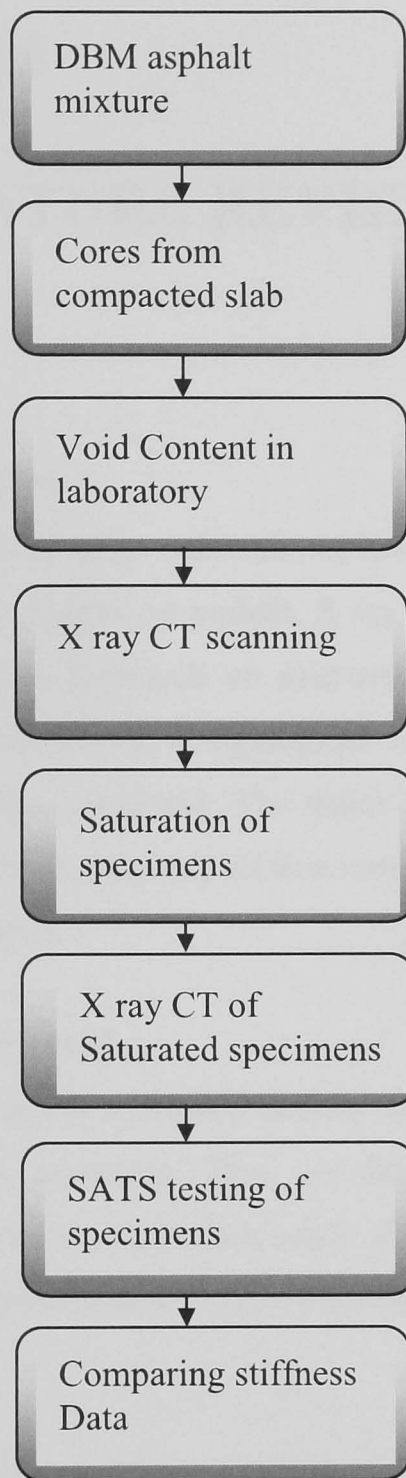 DBM asphalt
mixture
Cores from
compacted slab
Void Content in
laboratory
X ray CT scanning
Saturation of
specimens
X ray CT of
Saturated specimens
SATS testing of
specimens
Comparing stiffness
Data